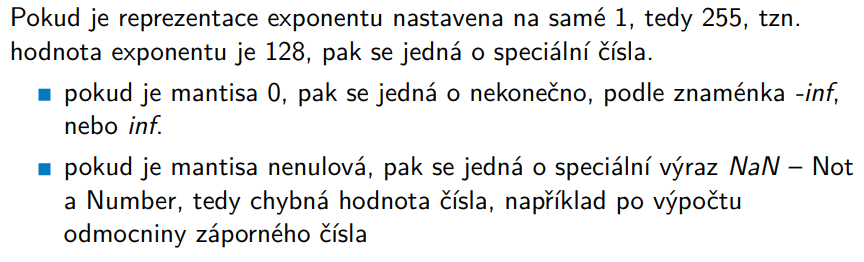 Pokud je reprezentace exponentu nastavena na samé 1, tedy 255, tzn.
hodnota exponentu je 128, pak se jedná o speciální čísla.
pokud je mantisa 0, pak se jedná o nekonečno, podle znaménka -inf,
nebo inf.
pokud je mantisa nenulová, pak se jedná o speciální výraz NaN – Not
a Number, tedy chybná hodnota čísla, například po výpočtu
odmocniny záporného čísla